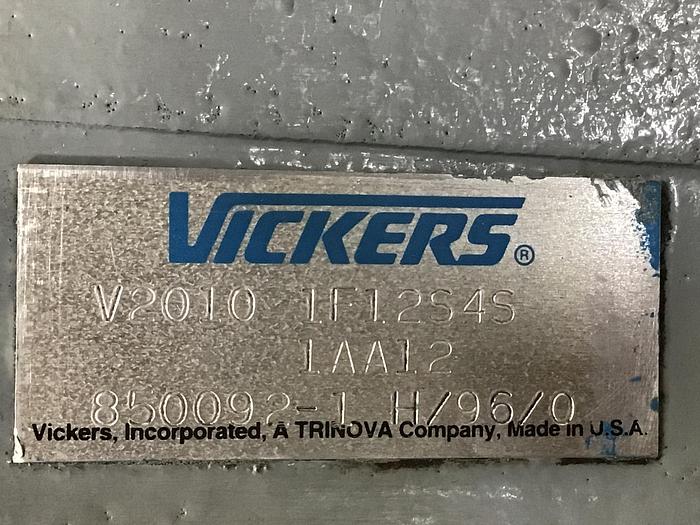 VICKERS®
V2010 1F12S4S
1AA12
850092-1 H/96/0
Vickers, Incorporated, A TRINOVA Company, Made in U.S.A.